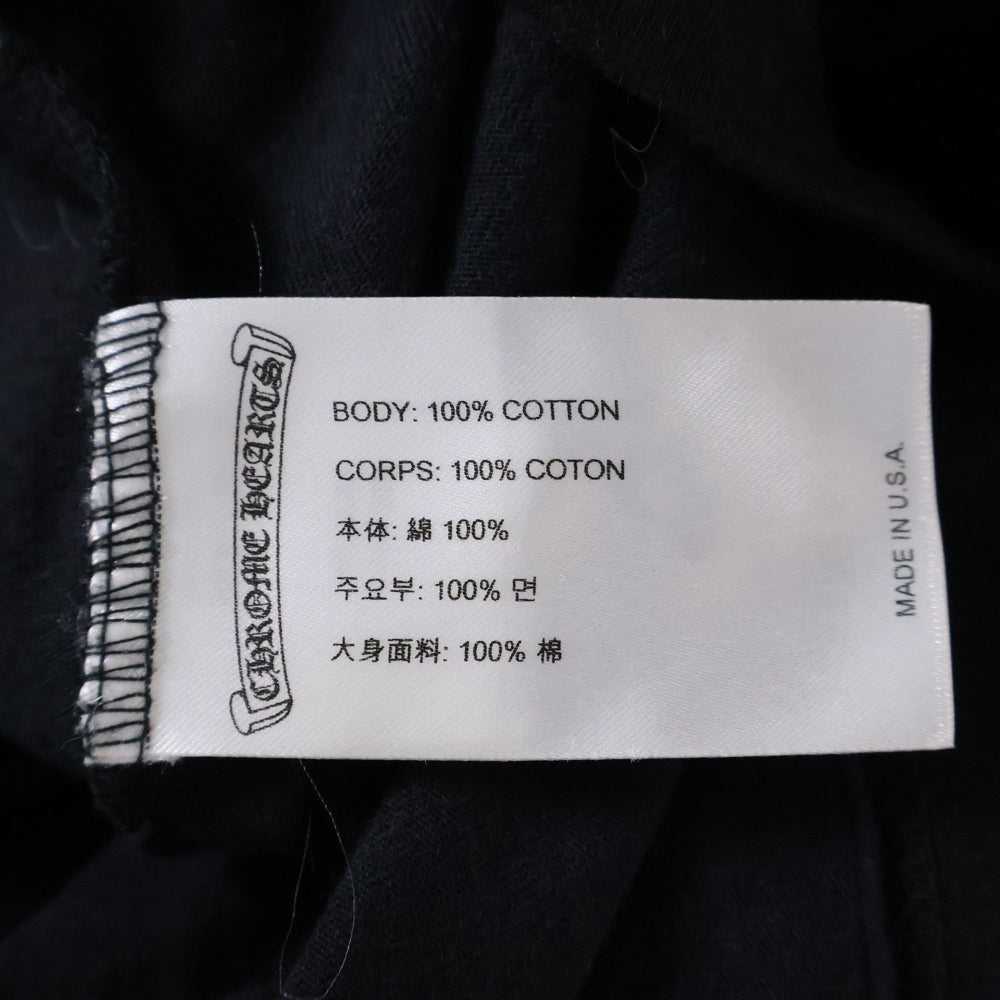 CHROME HEARTS
BODY: 100% COTTON
CORPS: 100% COTON
本体: 綿 100%
주요부: 100% 면
大身面料: 100% 棉
MADE IN U.S.A.